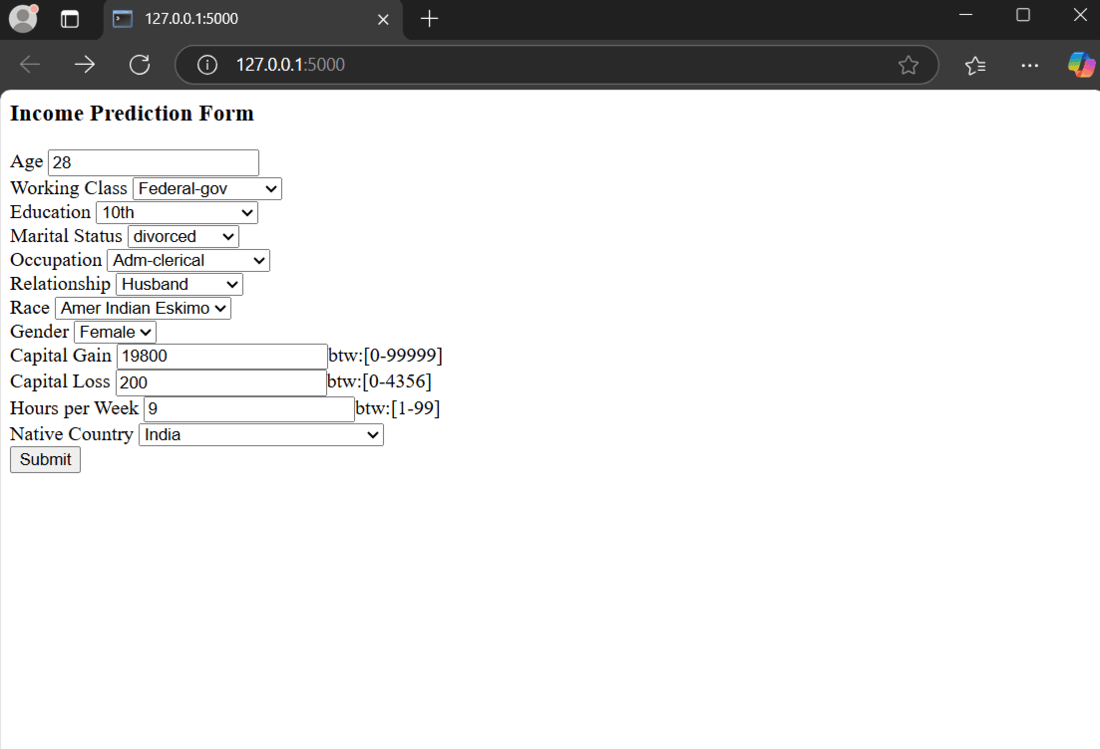 127.0.0.1:5000
127.0.0.1:5000
Income Prediction Form
Age 28
Working Class Federal-gov
Education 10th
Marital Status divorced
Occupation Adm-clerical
Relationship Husband
Race Amer Indian Eskimo
Gender Female
Capital Gain 19800 btw:[0-99999]
Capital Loss 200 btw:[0-4356]
Hours per Week 9 btw:[1-99]
Native Country India
Submit